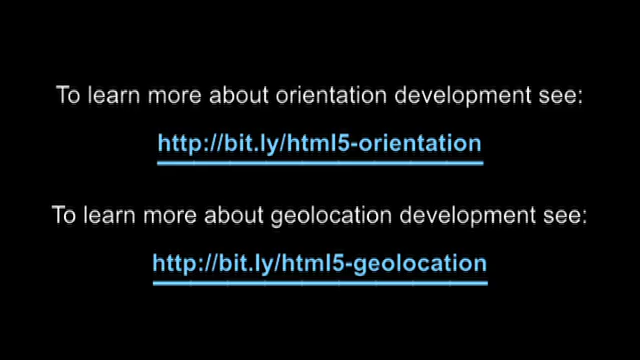 To learn more about orientation development see:
http://bit.ly/html5-orientation
To learn more about geolocation development see:
http://bit.ly/html5-geolocation